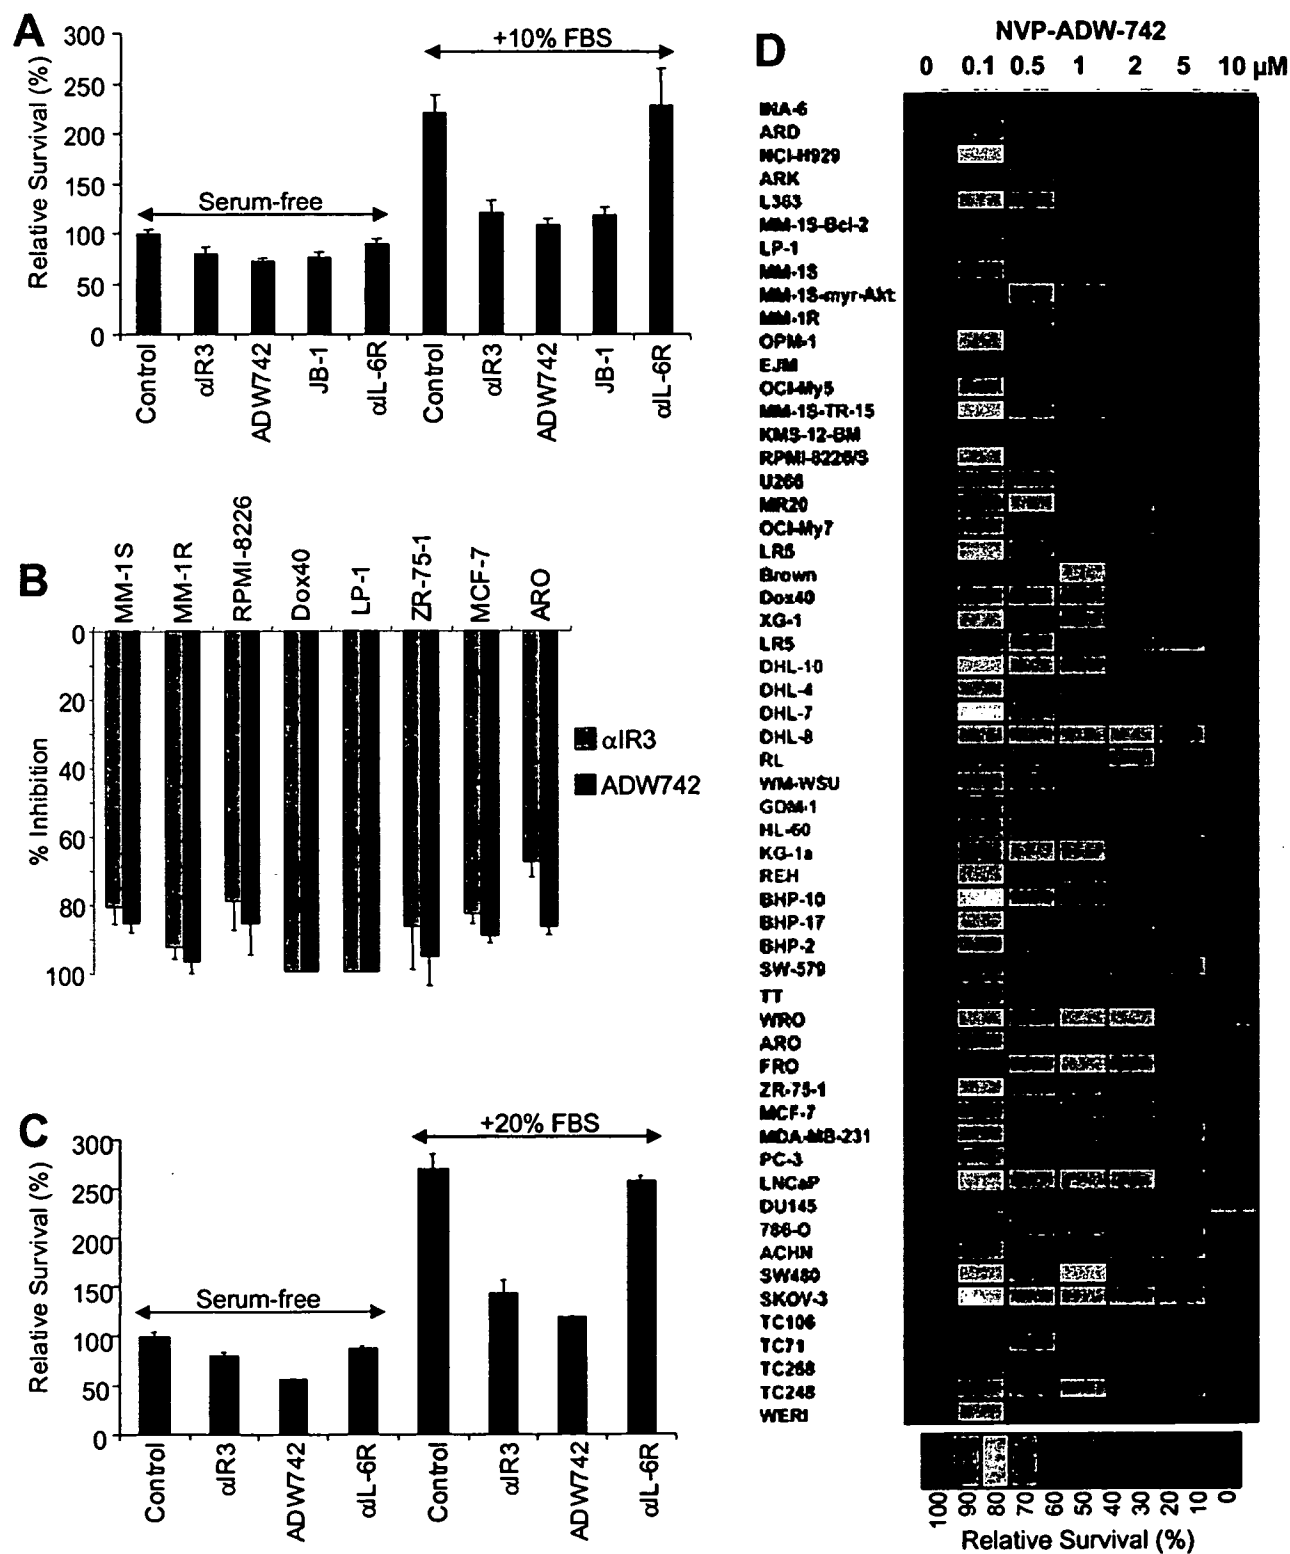 A
Relative Survival (%)
300
250
200
150
100
50
0
+10% FBS
Serum-free
Control
αIR3
ADW742
JB-1
αIL-6R
Control
αIR3
ADW742
JB-1
αIL-6R
B
MM-1S
MM-1R
RPMI-8226
Dox40
LP-1
ZR-75-1
MCF-7
ARO
% Inhibition
0
20
40
60
80
100
αIR3
ADW742
C
Relative Survival (%)
300
250
200
150
100
50
0
+20% FBS
Serum-free
Control
αIR3
ADW742
αIL-6R
Control
αIR3
ADW742
αIL-6R
D
NVP-ADW-742
0 0.1 0.5 1 2 5 10 µM
INA-6
ARD
NCI-H929
ARK
L363
MM-1S-Bcl-2
LP-1
MM-1S
MM-1S-myr-Akt
MM-1R
OPM-1
EJM
OCI-My5
MM-1S-TR-15
KMS-12-BM
RPMI-8226/S
U266
MR20
OCI-My7
Brown
Dox40
XG-1
LR5
DHL-10
DHL-4
DHL-7
DHL-8
RL
WM-WSU
GDM-1
HL-60
KG-1a
REH
BHP-10
BHP-17
BHP-2
SW-579
TT
WRO
ARO
FRO
ZR-75-1
MCF-7
MDA-MB-231
PC-3
LNCaP
DU145
786-O
ACHN
SW480
SKOV-3
TC106
TC71
TC268
TC248
WERI
100 90 80 70 60 50 40 30 20 10 0
Relative Survival (%)